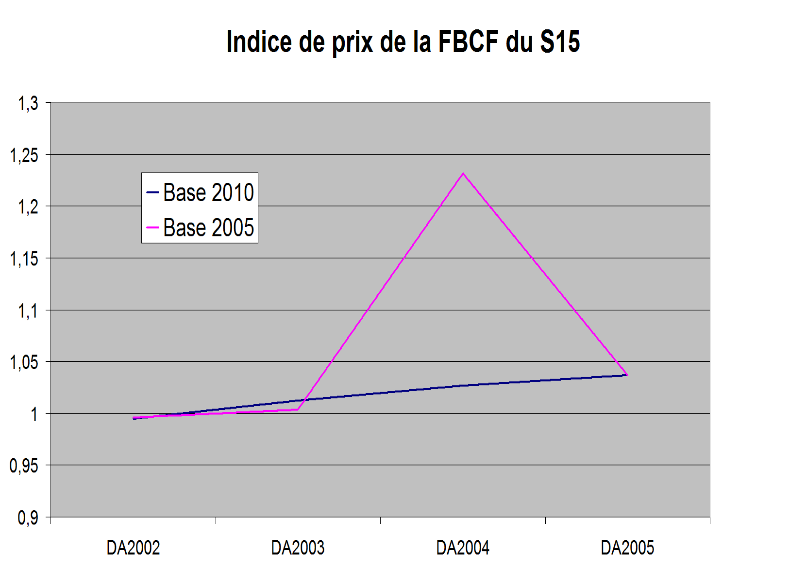 Indice de prix de la FBCF du S15
1,3
1,25
1,2
1,15
1,1
1,05
1
0,95
0,9
Base 2010
Base 2005
DA2002 DA2003 DA2004 DA2005